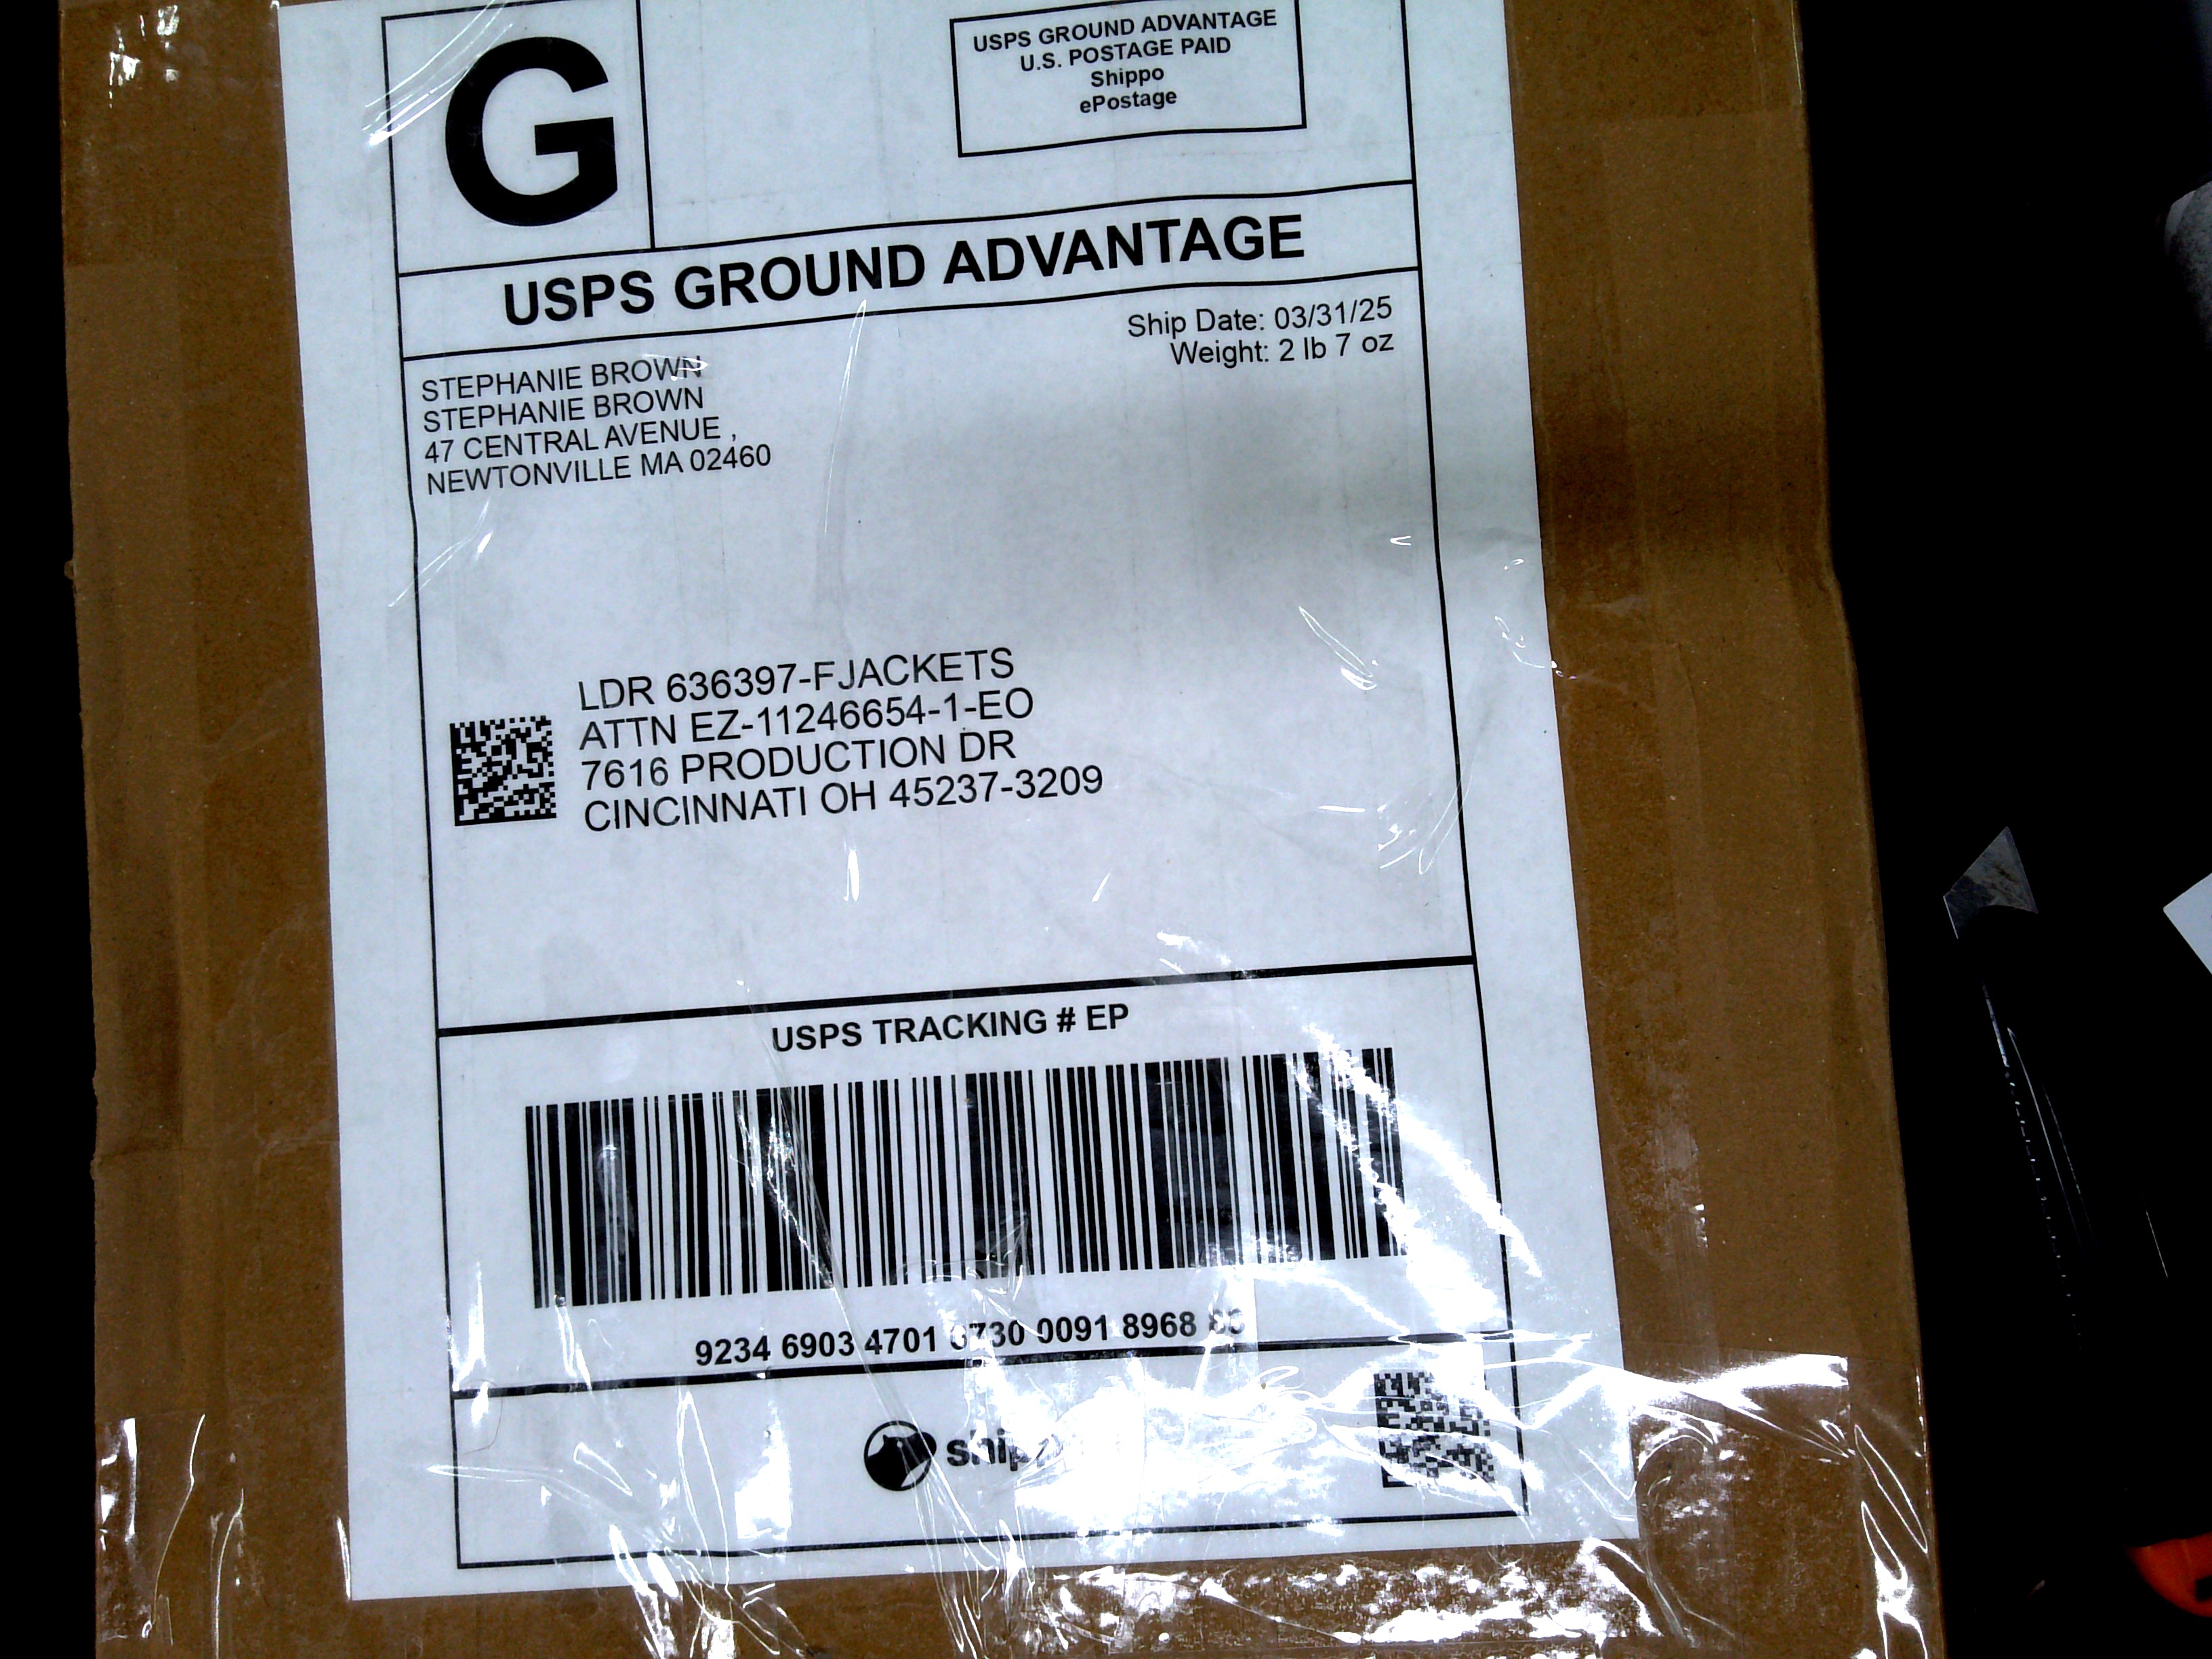 G
USPS GROUND ADVANTAGE
U.S. POSTAGE PAID
Shippo
ePostage
USPS GROUND ADVANTAGE
Ship Date: 03/31/25
Weight: 2 lb 7 oz
STEPHANIE BROWN
STEPHANIE BROWN
47 CENTRAL AVENUE ,
NEWTONVILLE MA 02460
LDR 636397-FJACKETS
ATTN EZ-11246654-1-EO
7616 PRODUCTION DR
CINCINNATI OH 45237-3209
USPS TRACKING # EP
9234 6903 4701 0730 0091 8968